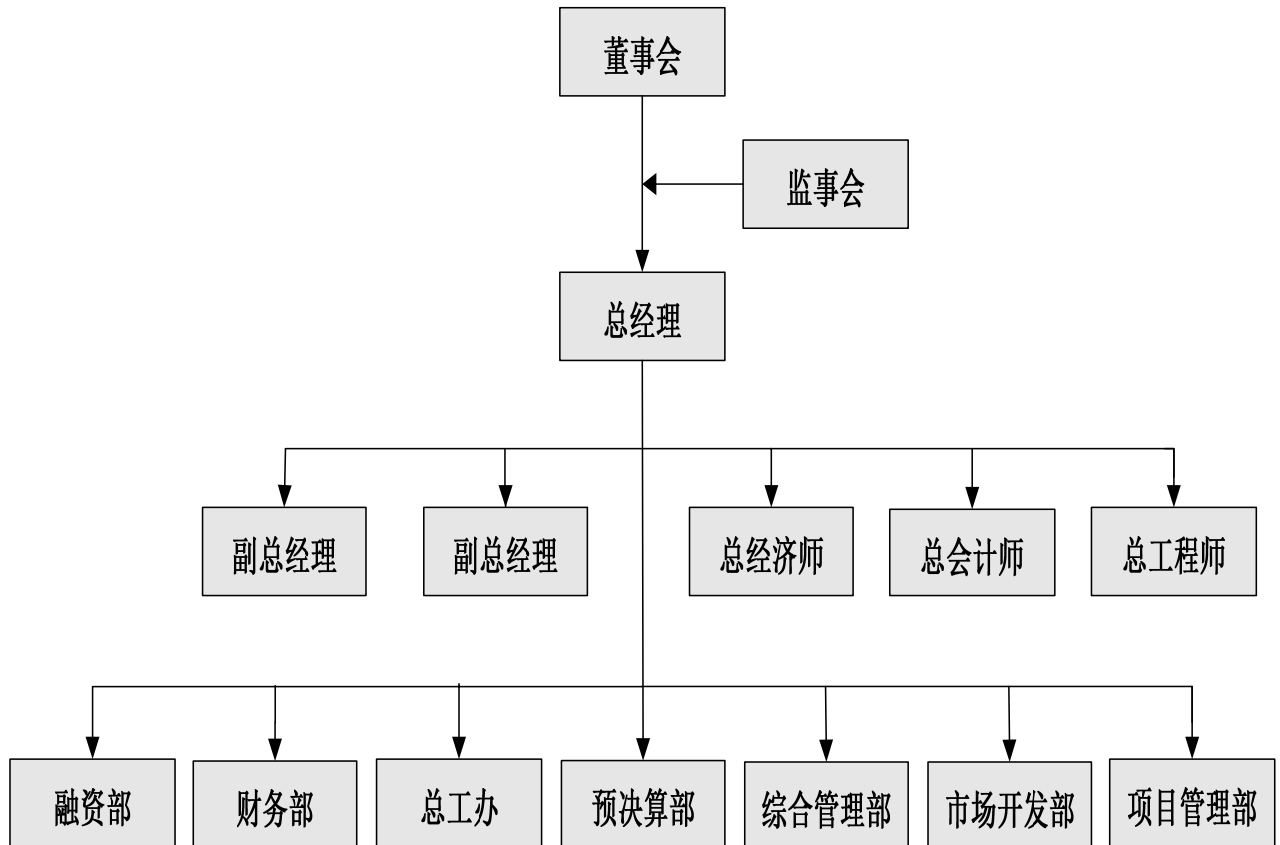 董事会
监事会
总经理
副总经理
副总经理
总经济师
总会计师
总工程师
融资部
财务部
总工办
预决算部
综合管理部
市场开发部
项目管理部